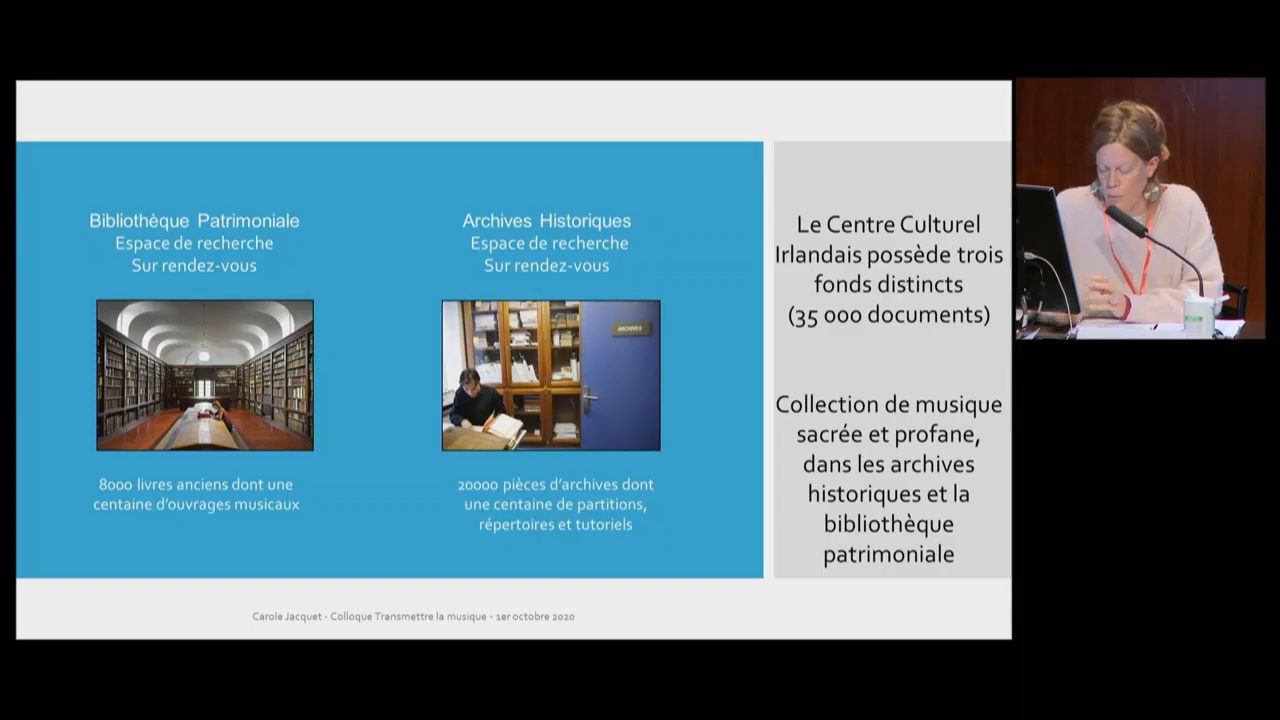 Bibliothèque Patrimoniale
Espace de recherche
Sur rendez-vous
8000 livres anciens dont une
centaine d'ouvrages musicaux
Archives Historiques
Espace de recherche
Sur rendez-vous
ARCHIVES
20000 pièces d'archives dont
une centaine de partitions,
répertoires et tutoriels
Le Centre Culturel
Irlandais possède trois
fonds distincts
(35 000 documents)
Collection de musique
sacrée et profane,
dans les archives
historiques et la
bibliothèque
patrimoniale
Carole Jacquet - Colloque Transmettre la musique - 1er octobre 2020